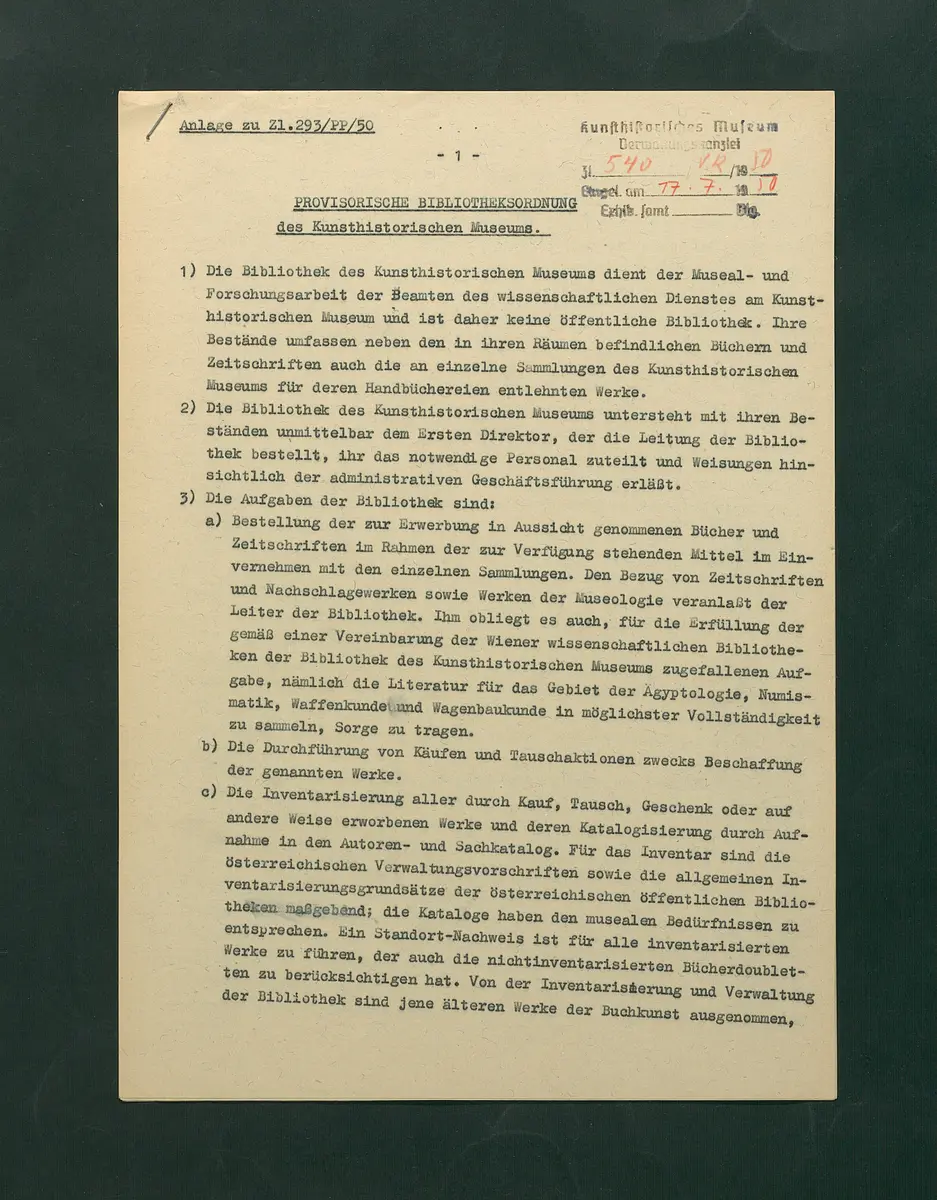 Anlage zu Zl.293/PP/50
Kunsthistorisches Museum
Verwaltungskanzlei
- 1 -
Zl. 540 /19 50
Eingel. am 17. 7. 19 50
PROVISORISCHE BIBLIOTHEKSORDNUNG
des Kunsthistorischen Museums.
1) Die Bibliothek des Kunsthistorischen Museums dient der Museal- und
Forschungsarbeit der Beamten des wissenschaftlichen Dienstes am Kunst-
historischen Museum und ist daher keine öffentliche Bibliothek. Ihre
Bestände umfassen neben den in ihren Räumen befindlichen Büchern und
Zeitschriften auch die an einzelne Sammlungen des Kunsthistorischen
Museums für deren Handbüchereien entlehnten Werke.
2) Die Bibliothek des Kunsthistorischen Museums untersteht mit ihren Be-
ständen unmittelbar dem Ersten Direktor, der die Leitung der Biblio-
thek bestellt, ihr das notwendige Personal zuteilt und Weisungen hin-
sichtlich der administrativen Geschäftsführung erläßt.
3) Die Aufgaben der Bibliothek sind:
a) Bestellung der zur Erwerbung in Aussicht genommenen Bücher und
Zeitschriften im Rahmen der zur Verfügung stehenden Mittel im Ein-
vernehmen mit den einzelnen Sammlungen. Den Bezug von Zeitschriften
und Nachschlagewerken sowie Werken der Museologie veranlaßt der
Leiter der Bibliothek. Ihm obliegt es auch, für die Erfüllung der
gemäß einer Vereinbarung der Wiener wissenschaftlichen Bibliothe-
ken der Bibliothek des Kunsthistorischen Museums zugefallenen Auf-
gabe, nämlich die Literatur für das Gebiet der Ägyptologie, Numis-
matik, Waffenkunde und Wagenbaukunde in möglichster Vollständigkeit
zu sammeln, Sorge zu tragen.
b) Die Durchführung von Käufen und Tauschaktionen zwecks Beschaffung
der genannten Werke.
c) Die Inventarisierung aller durch Kauf, Tausch, Geschenk oder auf
andere Weise erworbenen Werke und deren Katalogisierung durch Auf-
nahme in den Autoren- und Sachkatalog. Für das Inventar sind die
österreichischen Verwaltungsvorschriften sowie die allgemeinen In-
ventarisierungsgrundsätze der österreichischen öffentlichen Biblio-
theken maßgebend; die Kataloge haben den musealen Bedürfnissen zu
entsprechen. Ein Standort-Nachweis ist für alle inventarisierten
Werke zu führen, der auch die nichtinventarisierten Bücherdoublet-
ten zu berücksichtigen hat. Von der Inventarisierung und Verwaltung
der Bibliothek sind jene älteren Werke der Buchkunst ausgenommen,